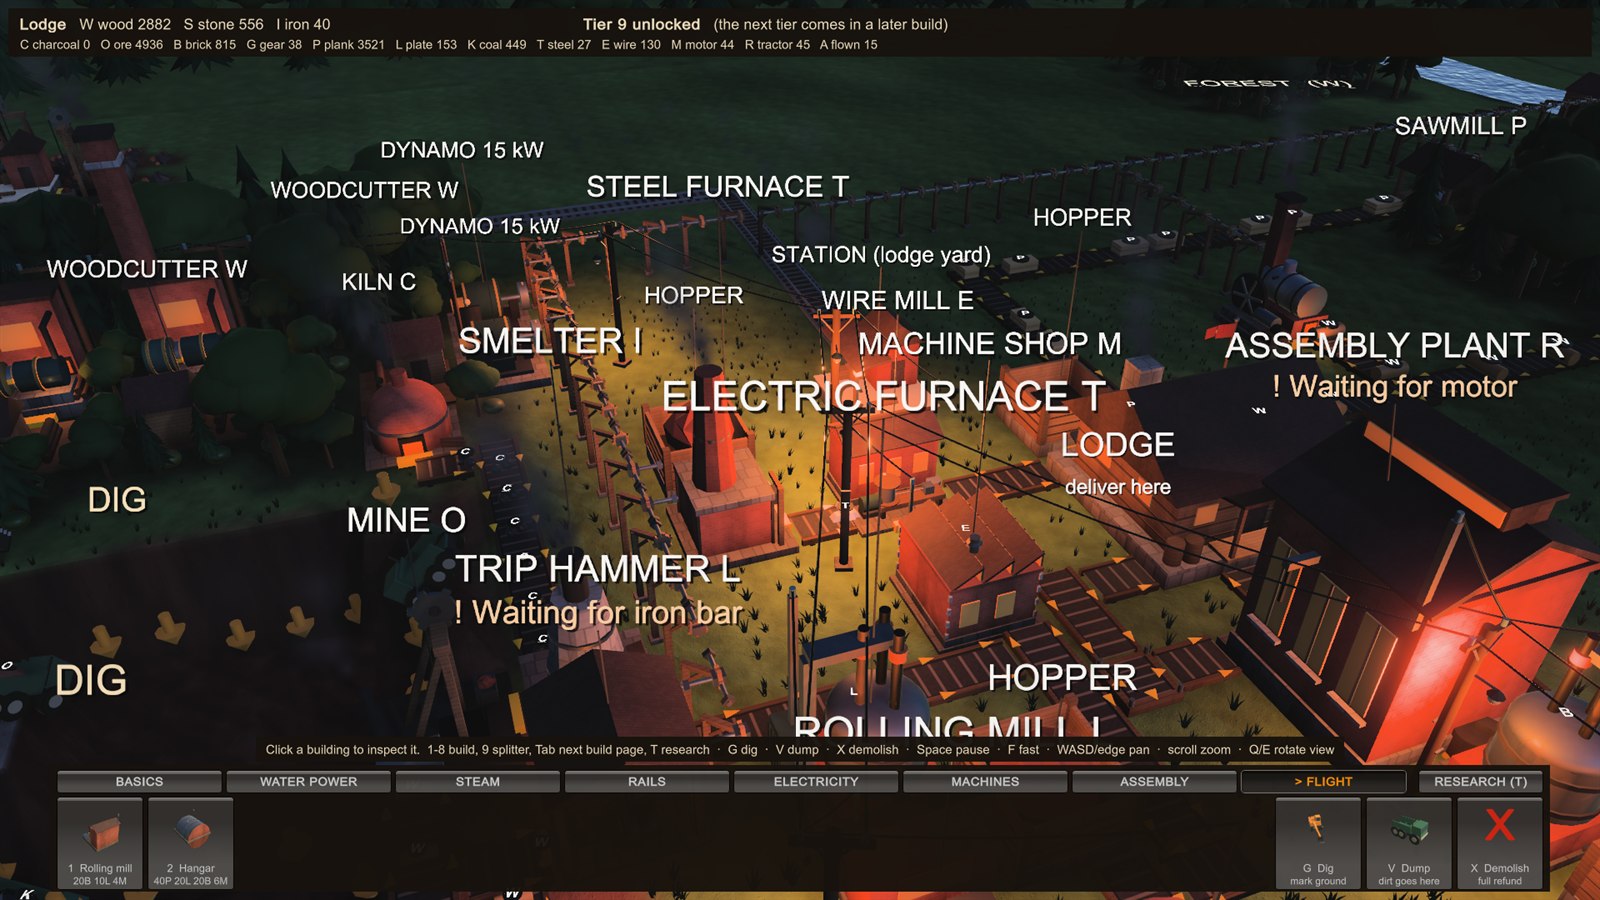 Lodge W wood 2882 S stone 556 I iron 40
Tier 9 unlocked (the next tier comes in a later build)
C charcoal 0 O ore 4936 B brick 815 G gear 38 P plank 3521 L plate 153 K coal 449 T steel 27 E wire 130 M motor 44 R tractor 45 A flown 15
FOREST (W)
SAWMILL P
DYNAMO 15 kW
WOODCUTTER W
STEEL FURNACE T
HOPPER
DYNAMO 15 kW
STATION (lodge yard)
WOODCUTTER W
KILN C
HOPPER
WIRE MILL E
SMELTER I
MACHINE SHOP M
ASSEMBLY PLANT R
! Waiting for motor
ELECTRIC FURNACE T
LODGE
deliver here
DIG
MINE O
TRIP HAMMER L
! Waiting for iron bar
DIG
HOPPER
ROLLING MILL L
Click a building to inspect it. 1-8 build, 9 splitter, Tab next build page, T research · G dig · V dump · X demolish · Space pause · F fast · WASD/edge pan · scroll zoom · Q/E rotate view
BASICS
WATER POWER
STEAM
RAILS
ELECTRICITY
MACHINES
ASSEMBLY
> FLIGHT
RESEARCH (T)
1 Rolling mill
20B 10L 4M
2 Hangar
40P 20L 20B 6M
G Dig
mark ground
V Dump
dirt goes here
X Demolish
full refund